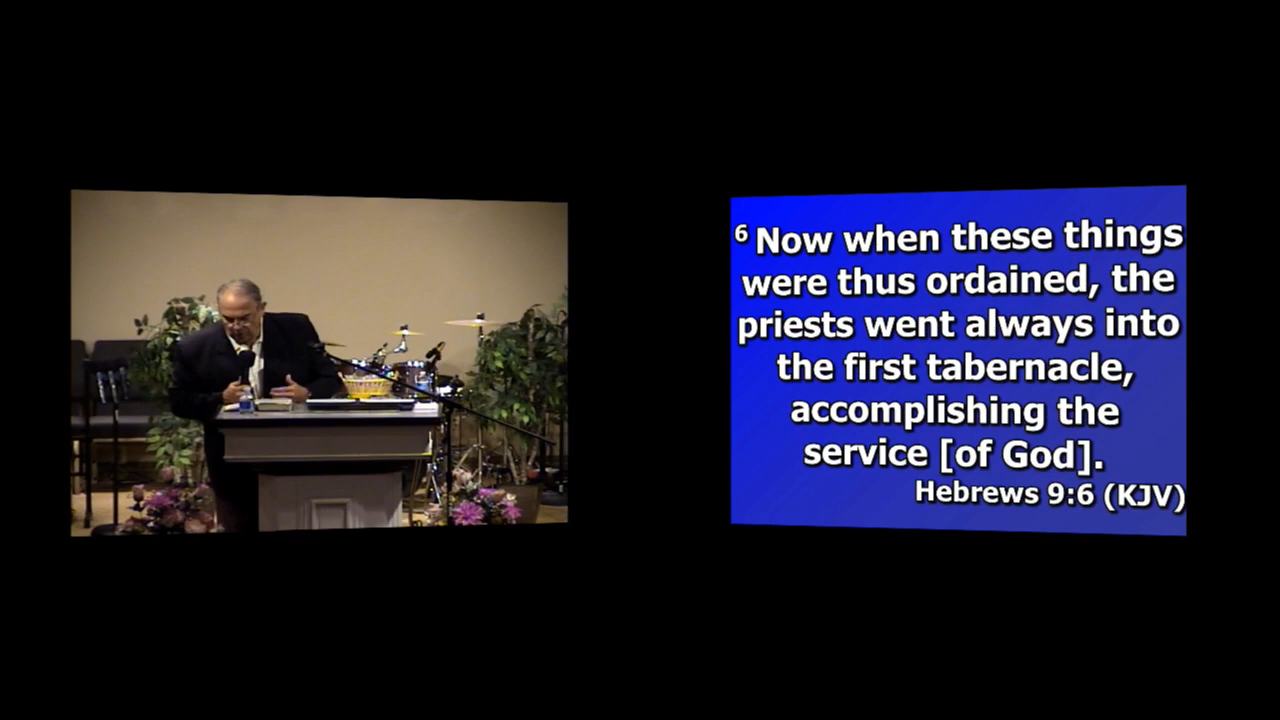 6 Now when these things
were thus ordained, the
priests went always into
the first tabernacle,
accomplishing the
service [of God].
Hebrews 9:6 (KJV)